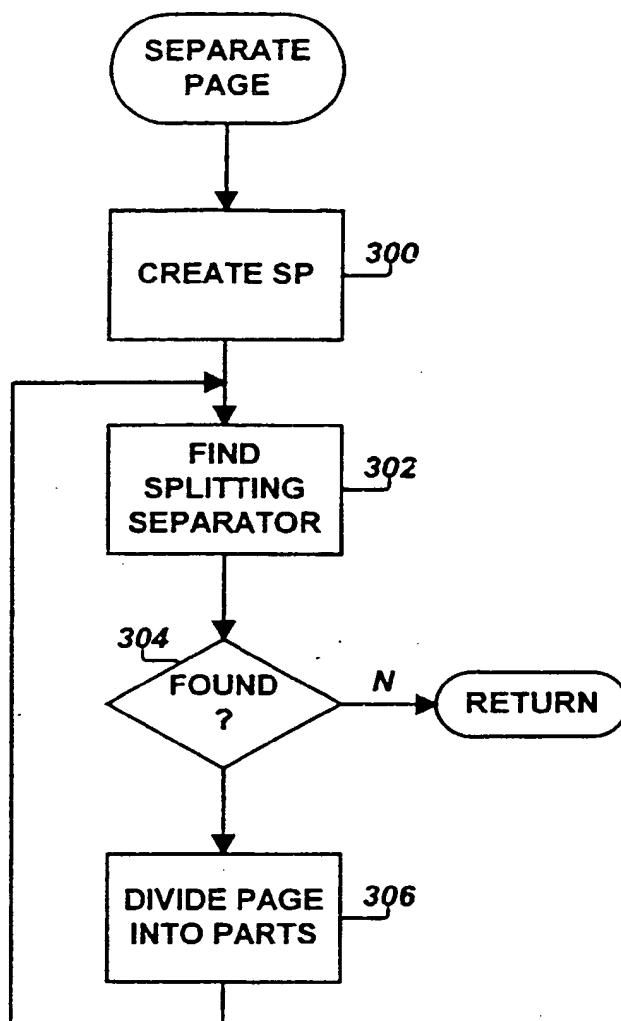 SEPARATE
PAGE
CREATE SP
300
FIND
SPLITTING
SEPARATOR
302
304
FOUND
?
N
RETURN
DIVIDE PAGE
INTO PARTS
306